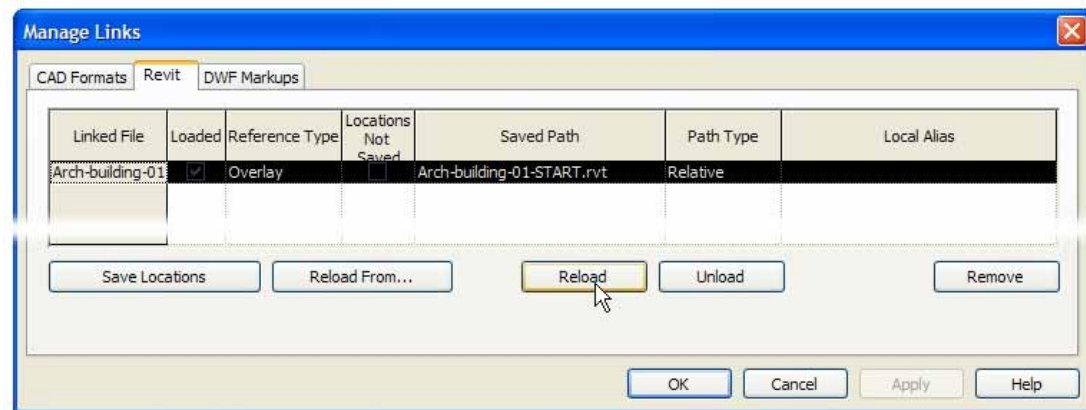 Manage Links
CAD Formats Revit DWF Markups
Linked File Loaded Reference Type Locations Not Saved Saved Path Path Type Local Alias
Arch-building-01 Overlay Arch-building-01-START.rvt Relative
Save Locations Reload From... Reload Unload Remove
OK Cancel Apply Help